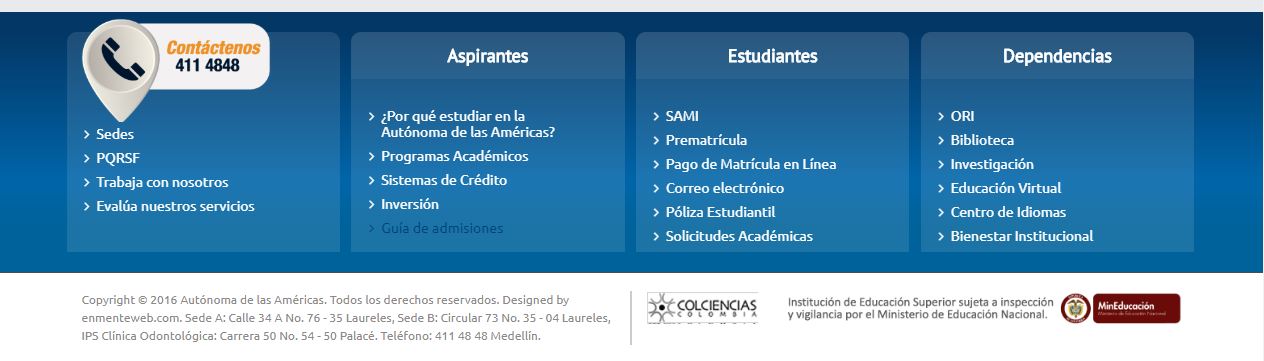 Contáctenos
411 4848
Sedes
PQRSF
Trabaja con nosotros
Evalúa nuestros servicios
Aspirantes
¿Por qué estudiar en la
Autónoma de las Américas?
Programas Académicos
Sistemas de Crédito
Inversión
Guía de admisiones
Estudiantes
SAMI
Prematrícula
Pago de Matrícula en Línea
Correo electrónico
Póliza Estudiantil
Solicitudes Académicas
Dependencias
ORI
Biblioteca
Investigación
Educación Virtual
Centro de Idiomas
Bienestar Institucional
Copyright © 2016 Autónoma de las Américas. Todos los derechos reservados. Designed by
enmenteweb.com. Sede A: Calle 34 A No. 76 - 35 Laureles, Sede B: Circular 73 No. 35 - 04 Laureles,
IPS Clínica Odontológica: Carrera 50 No. 54 - 50 Palacé. Teléfono: 411 48 48 Medellín.
COLCIENCIAS
COLOMBIA
Institución de Educación Superior sujeta a inspección
y vigilancia por el Ministerio de Educación Nacional.
MinEducación
Ministerio de Educación Nacional